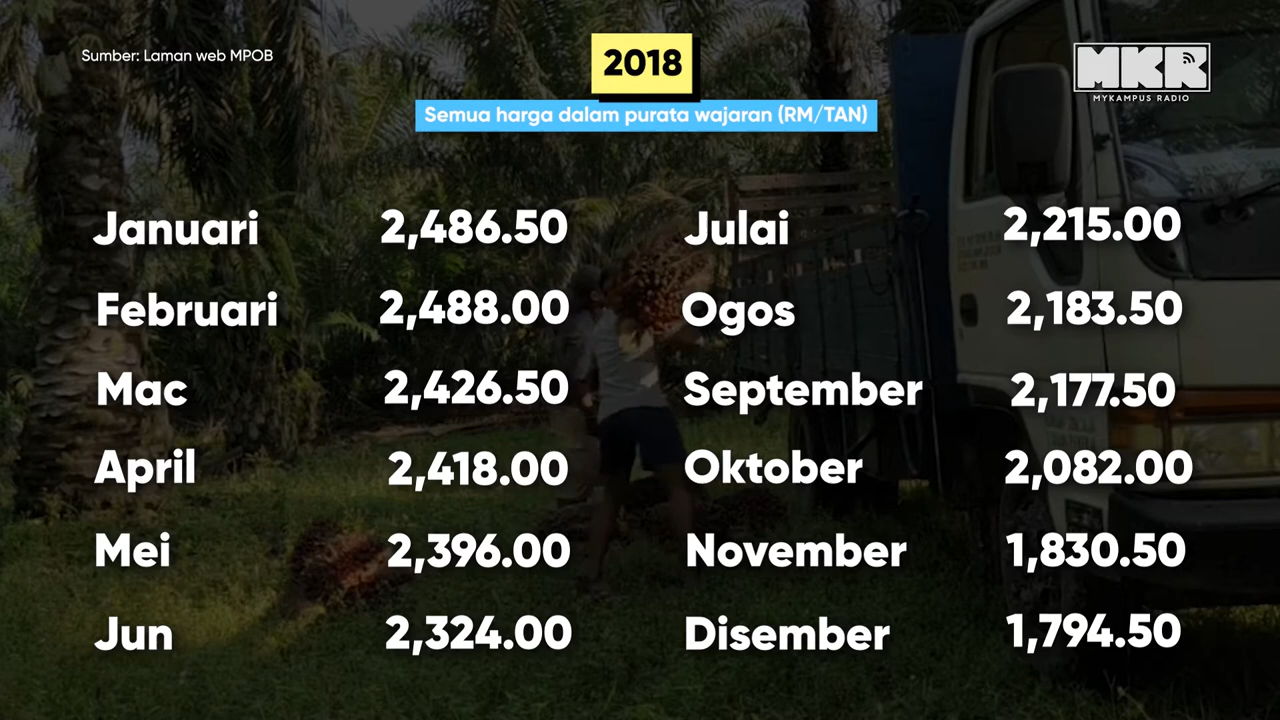 Sumber: Laman web MPOB
2018
MKR
MYKAMPUS RADIO
Semua harga dalam purata wajaran (RM/TAN)
Januari 2,486.50
Februari 2,488.00
Mac 2,426.50
April 2,418.00
Mei 2,396.00
Jun 2,324.00
Julai 2,215.00
Ogos 2,183.50
September 2,177.50
Oktober 2,082.00
November 1,830.50
Disember 1,794.50